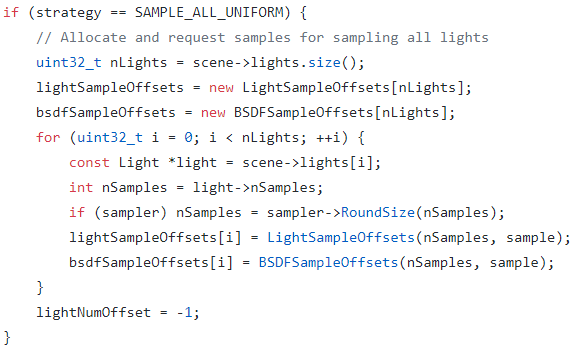 if (strategy == SAMPLE_ALL_UNIFORM) {
    // Allocate and request samples for sampling all lights
    uint32_t nLights = scene->lights.size();
    lightSampleOffsets = new LightSampleOffsets[nLights];
    bsdfSampleOffsets = new BSDFSampleOffsets[nLights];
    for (uint32_t i = 0; i < nLights; ++i) {
        const Light *light = scene->lights[i];
        int nSamples = light->nSamples;
        if (sampler) nSamples = sampler->RoundSize(nSamples);
        lightSampleOffsets[i] = LightSampleOffsets(nSamples, sample);
        bsdfSampleOffsets[i] = BSDFSampleOffsets(nSamples, sample);
    }
    lightNumOffset = -1;
}